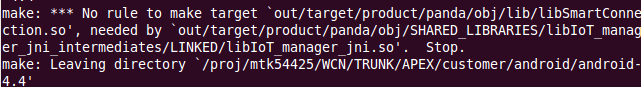 make: *** No rule to make target `out/target/product/panda/obj/lib/libSmartConne
ction.so', needed by `out/target/product/panda/obj/SHARED_LIBRARIES/libIoT_manag
er_jni_intermediates/LINKED/libIoT_manager_jni.so'.  Stop.
make: Leaving directory `/proj/mtk54425/WCN/TRUNK/APEX/customer/android/android-
4.4'